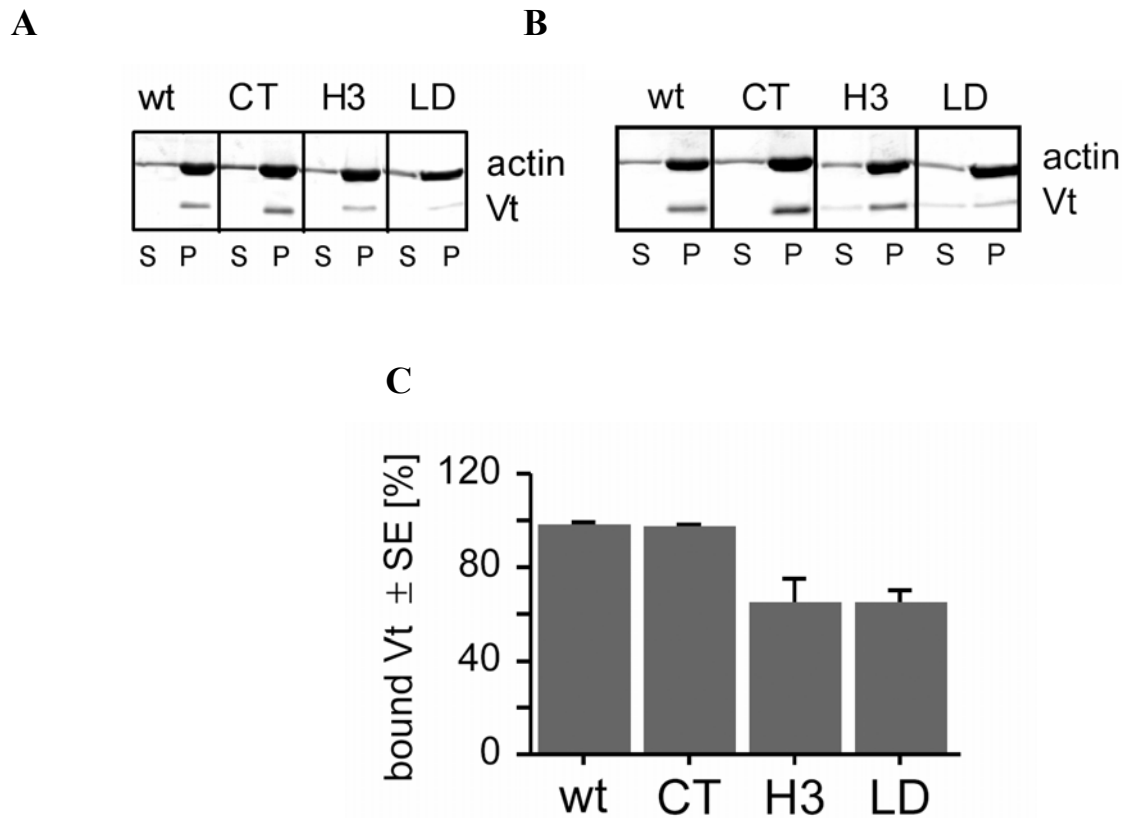 A
wt CT H3 LD
actin
Vt
S P S P S P S P
B
wt CT H3 LD
actin
Vt
S P S P S P S P
C
bound Vt ± SE [%]
120
80
40
0
wt CT H3 LD